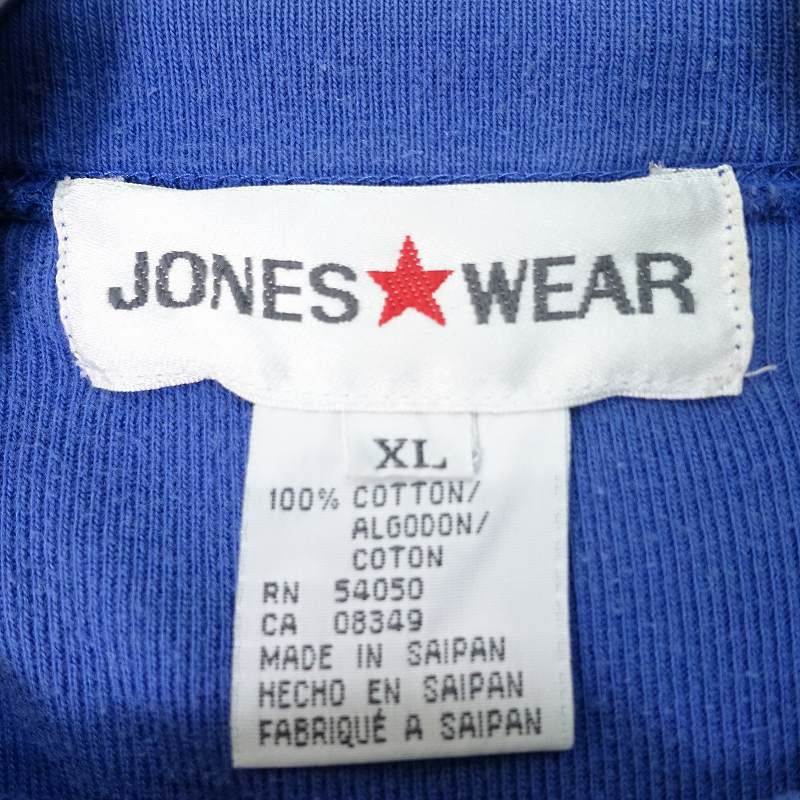 JONES★WEAR
XL
100% COTTON/
ALGODON/
COTON
RN 54050
CA 08349
MADE IN SAIPAN
HECHO EN SAIPAN
FABRIQUÉ A SAIPAN